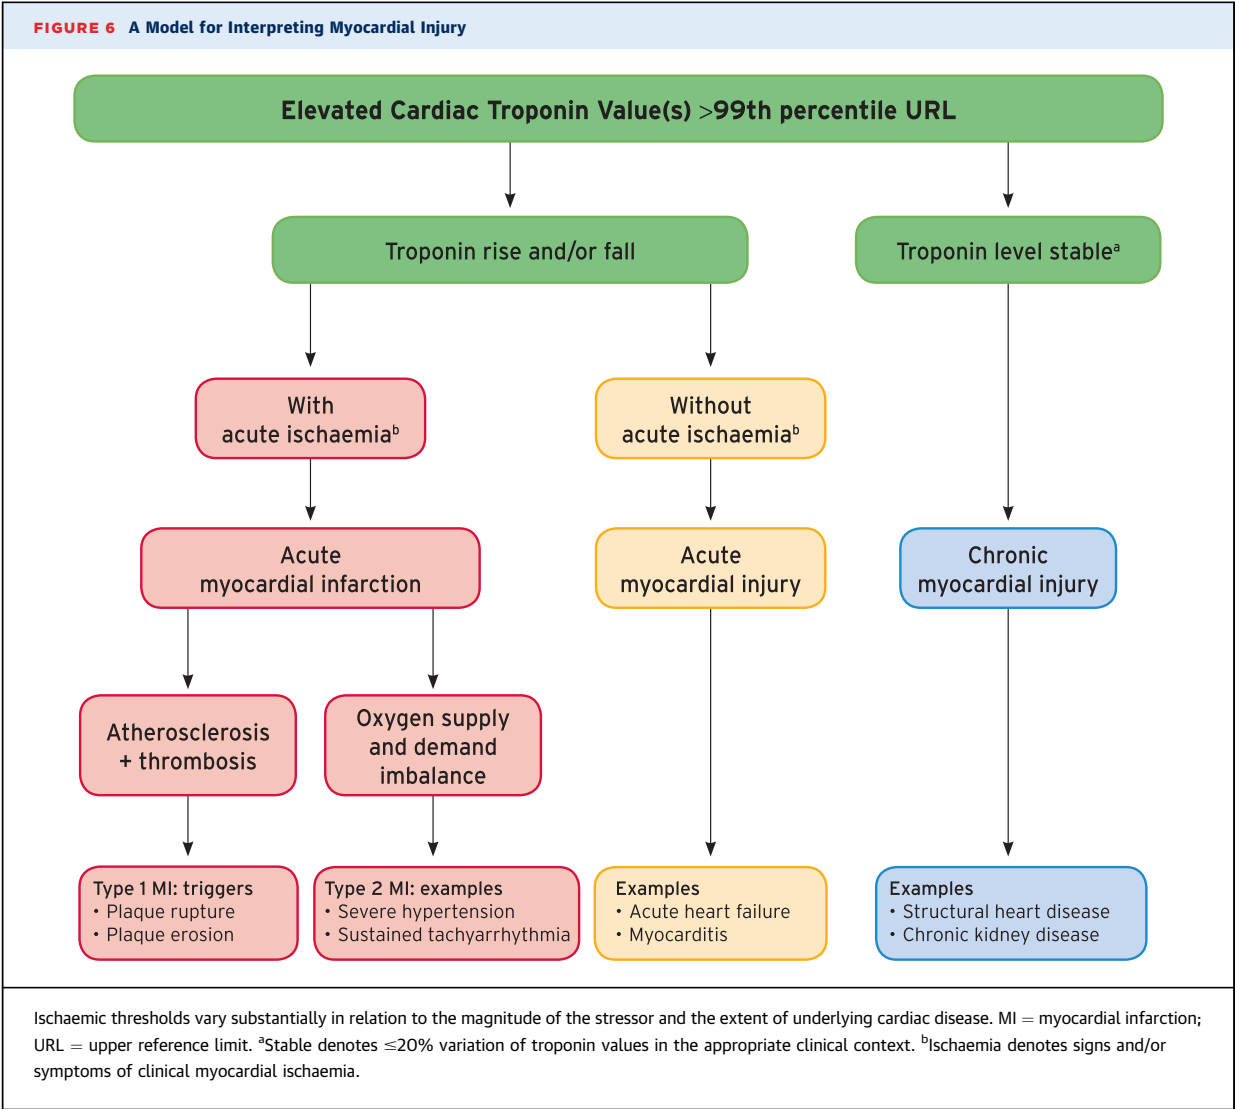 FIGURE 6 A Model for Interpreting Myocardial Injury
Elevated Cardiac Troponin Value(s) >99th percentile URL
Troponin rise and/or fall
Troponin level stableᵃ
With
acute ischaemiaᵇ
Without
acute ischaemiaᵇ
Acute
myocardial infarction
Acute
myocardial injury
Chronic
myocardial injury
Atherosclerosis
+ thrombosis
Oxygen supply
and demand
imbalance
Type 1 MI: triggers
• Plaque rupture
• Plaque erosion
Type 2 MI: examples
• Severe hypertension
• Sustained tachyarrhythmia
Examples
• Acute heart failure
• Myocarditis
Examples
• Structural heart disease
• Chronic kidney disease
Ischaemic thresholds vary substantially in relation to the magnitude of the stressor and the extent of underlying cardiac disease. MI = myocardial infarction;
URL = upper reference limit. ᵃStable denotes ≤20% variation of troponin values in the appropriate clinical context. ᵇIschaemia denotes signs and/or
symptoms of clinical myocardial ischaemia.